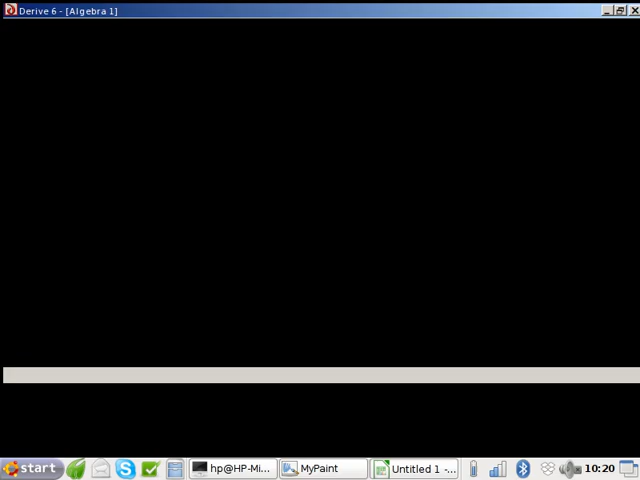 Derive 6 - [Algebra 1]
start hp@HP-Mi... MyPaint Untitled 1 -... 10:20